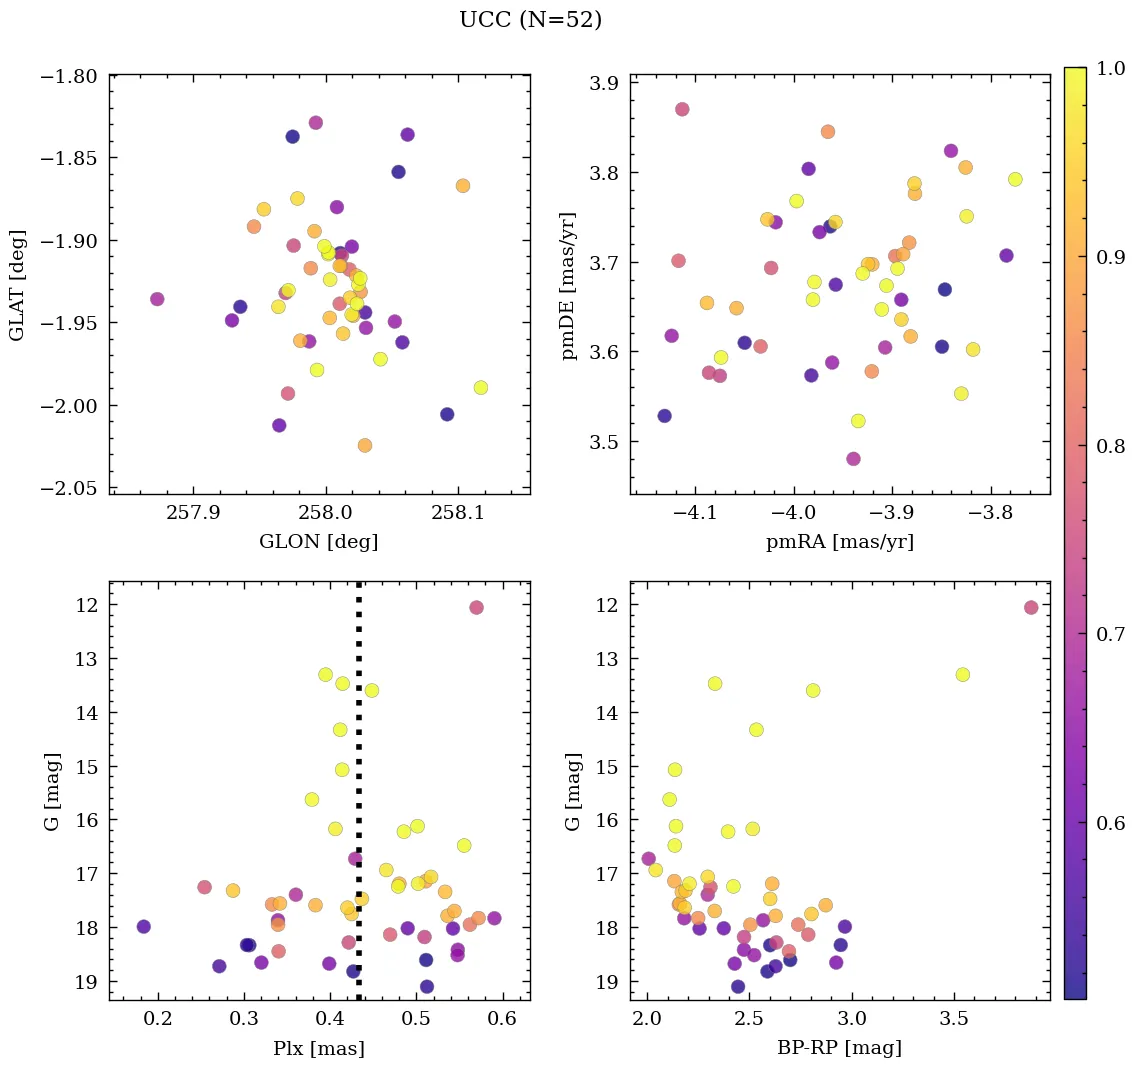 UCC (N=52)
−1.80
−1.85
−1.90
−1.95
−2.00
−2.05
GLAT [deg]
257.9 258.0 258.1
GLON [deg]
3.9
3.8
3.7
3.6
3.5
pmDE [mas/yr]
−4.1 −4.0 −3.9 −3.8
pmRA [mas/yr]
12
13
14
15
16
17
18
19
G [mag]
0.2 0.3 0.4 0.5 0.6
Plx [mas]
12
13
14
15
16
17
18
19
G [mag]
2.0 2.5 3.0 3.5
BP-RP [mag]
1.0
0.9
0.8
0.7
0.6